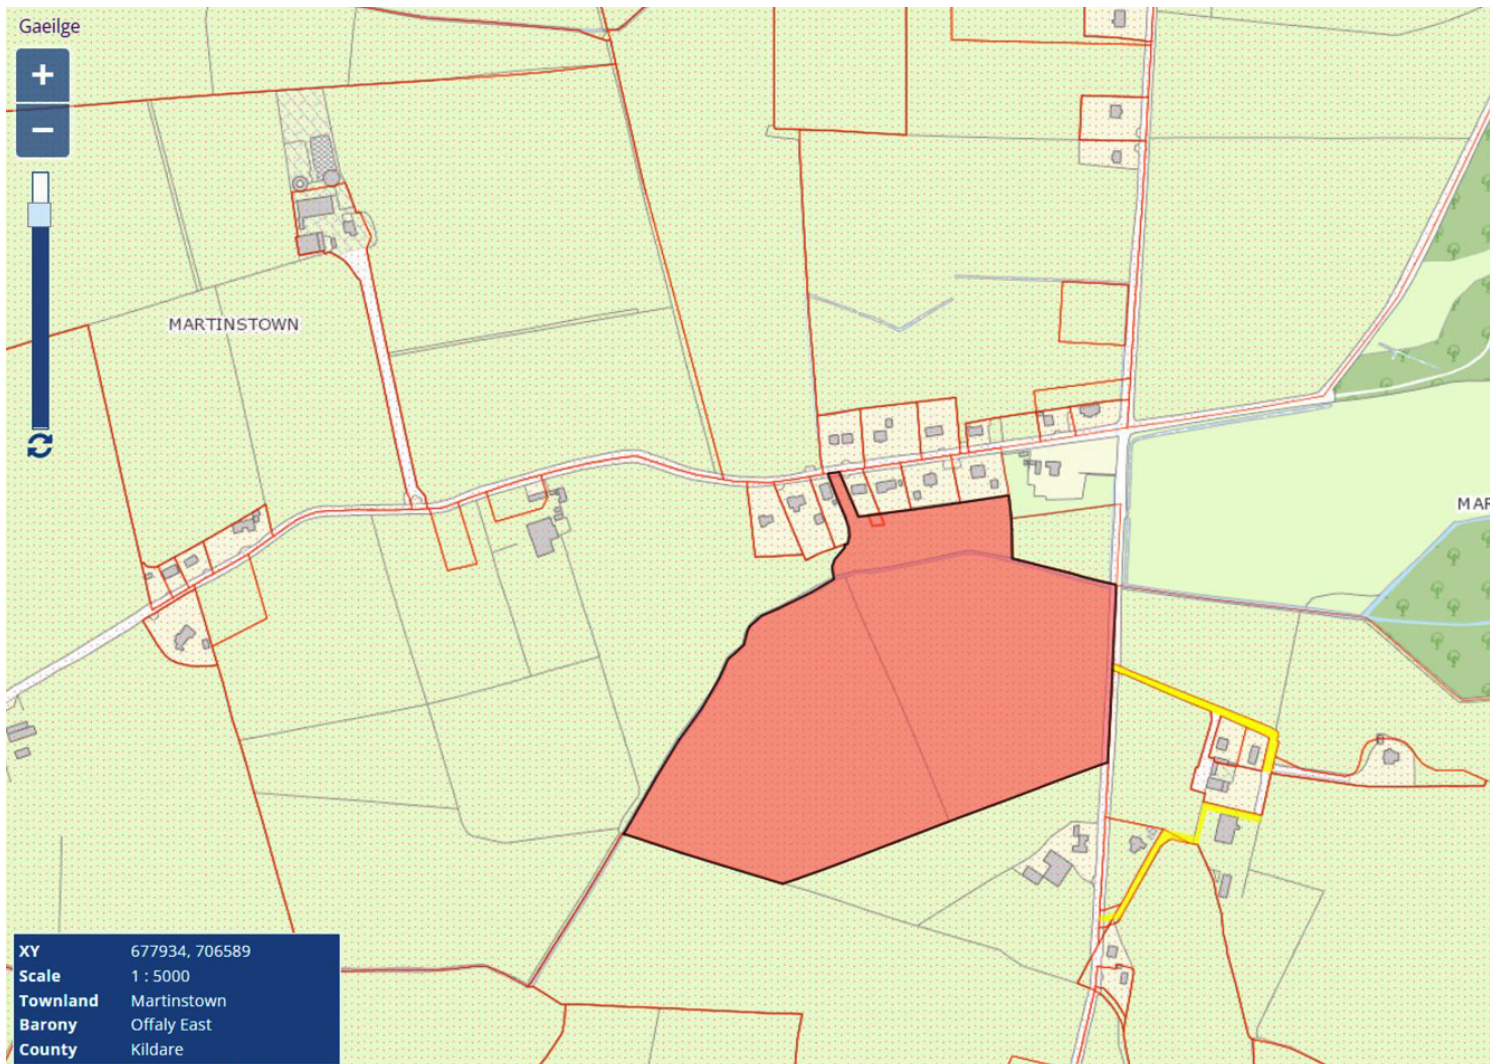 Gaeilge
+
−
MARTINSTOWN
MAR
XY 677934, 706589
Scale 1 : 5000
Townland Martinstown
Barony Offaly East
County Kildare